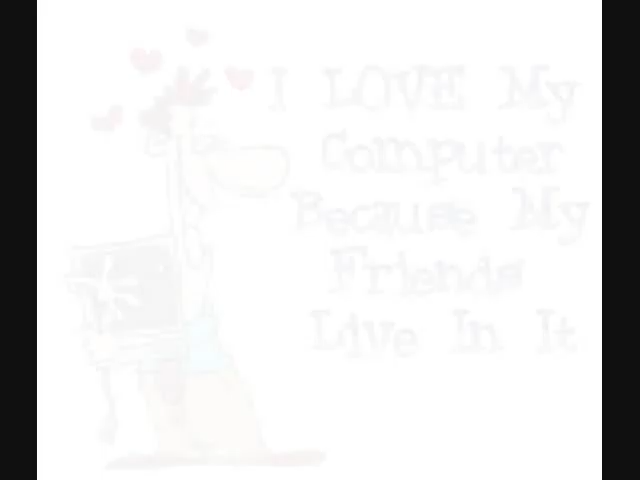 I LOVE My
Computer
Because My
Friends
Live In It